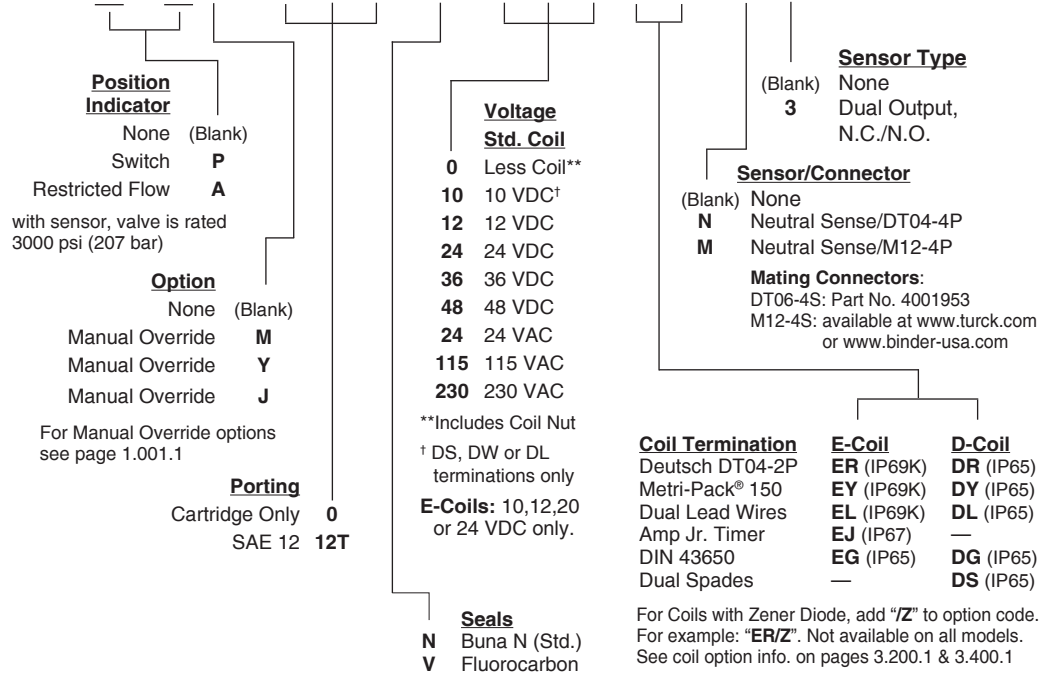 Position
Indicator
None (Blank)
Switch P
Restricted Flow A
with sensor, valve is rated
3000 psi (207 bar)
Option
None (Blank)
Manual Override M
Manual Override Y
Manual Override J
For Manual Override options
see page 1.001.1
Porting
Cartridge Only 0
SAE 12 12T
Seals
N Buna N (Std.)
V Fluorocarbon
Voltage
Std. Coil
0 Less Coil**
10 10 VDC†
12 12 VDC
24 24 VDC
36 36 VDC
48 48 VDC
24 24 VAC
115 115 VAC
230 230 VAC
**Includes Coil Nut
† DS, DW or DL
terminations only
E-Coils: 10,12,20
or 24 VDC only.
Sensor Type
(Blank) None
3 Dual Output,
N.C./N.O.
Sensor/Connector
(Blank) None
N Neutral Sense/DT04-4P
M Neutral Sense/M12-4P
Mating Connectors:
DT06-4S: Part No. 4001953
M12-4S: available at www.turck.com
or www.binder-usa.com
Coil Termination E-Coil D-Coil
Deutsch DT04-2P ER (IP69K) DR (IP65)
Metri-Pack® 150 EY (IP69K) DY (IP65)
Dual Lead Wires EL (IP69K) DL (IP65)
Amp Jr. Timer EJ (IP67) —
DIN 43650 EG (IP65) DG (IP65)
Dual Spades — DS (IP65)
For Coils with Zener Diode, add "/Z" to option code.
For example: "ER/Z". Not available on all models.
See coil option info. on pages 3.200.1 & 3.400.1